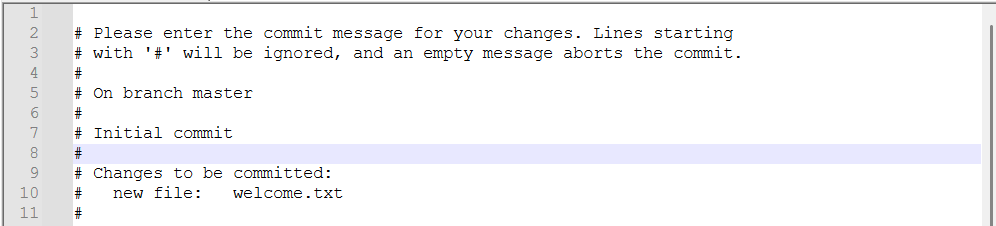 1
2 # Please enter the commit message for your changes. Lines starting
3 # with '#' will be ignored, and an empty message aborts the commit.
4 #
5 # On branch master
6 #
7 # Initial commit
8 #
9 # Changes to be committed:
10 #   new file:   welcome.txt
11 #